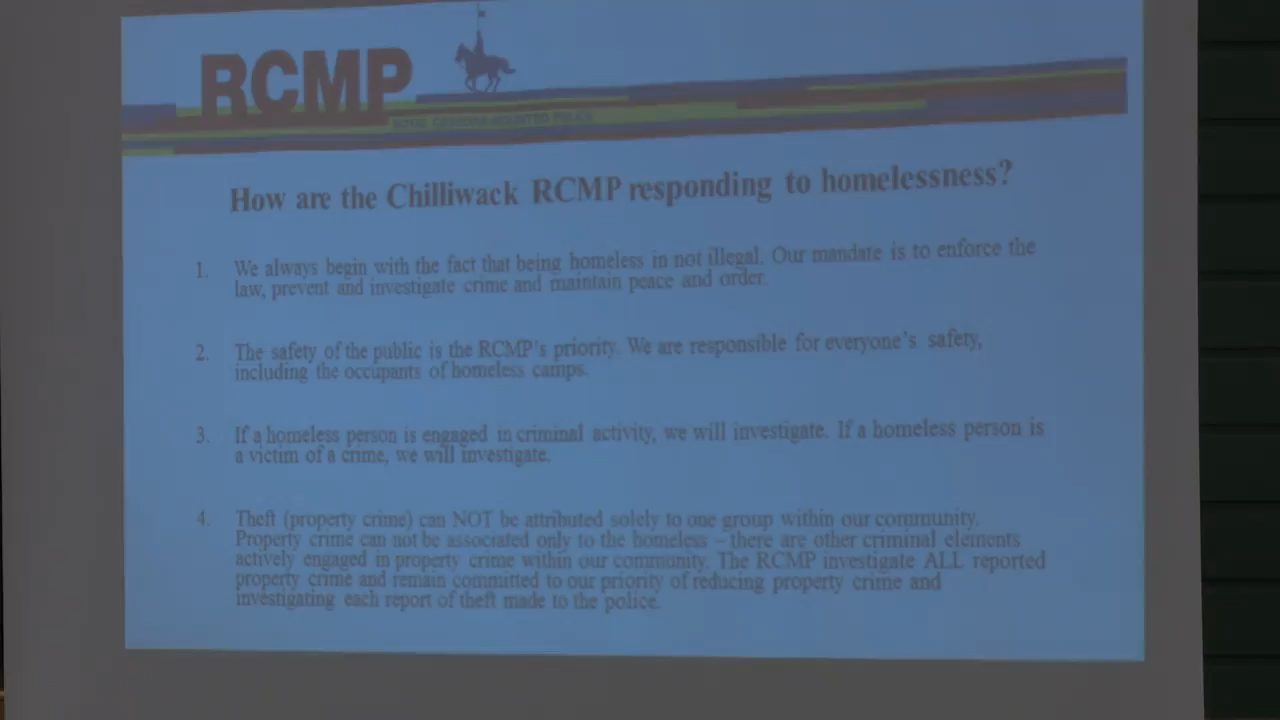 RCMP
ROYAL CANADIAN MOUNTED POLICE
How are the Chilliwack RCMP responding to homelessness?
1. We always begin with the fact that being homeless in not illegal. Our mandate is to enforce the
law, prevent and investigate crime and maintain peace and order.
2. The safety of the public is the RCMP's priority. We are responsible for everyone's safety,
including the occupants of homeless camps.
3. If a homeless person is engaged in criminal activity, we will investigate. If a homeless person is
a victim of a crime, we will investigate.
4. Theft (property crime) can NOT be attributed solely to one group within our community.
Property crime can not be associated only to the homeless – there are other criminal elements
actively engaged in property crime within our community. The RCMP investigate ALL reported
property crime and remain committed to our priority of reducing property crime and
investigating each report of theft made to the police.